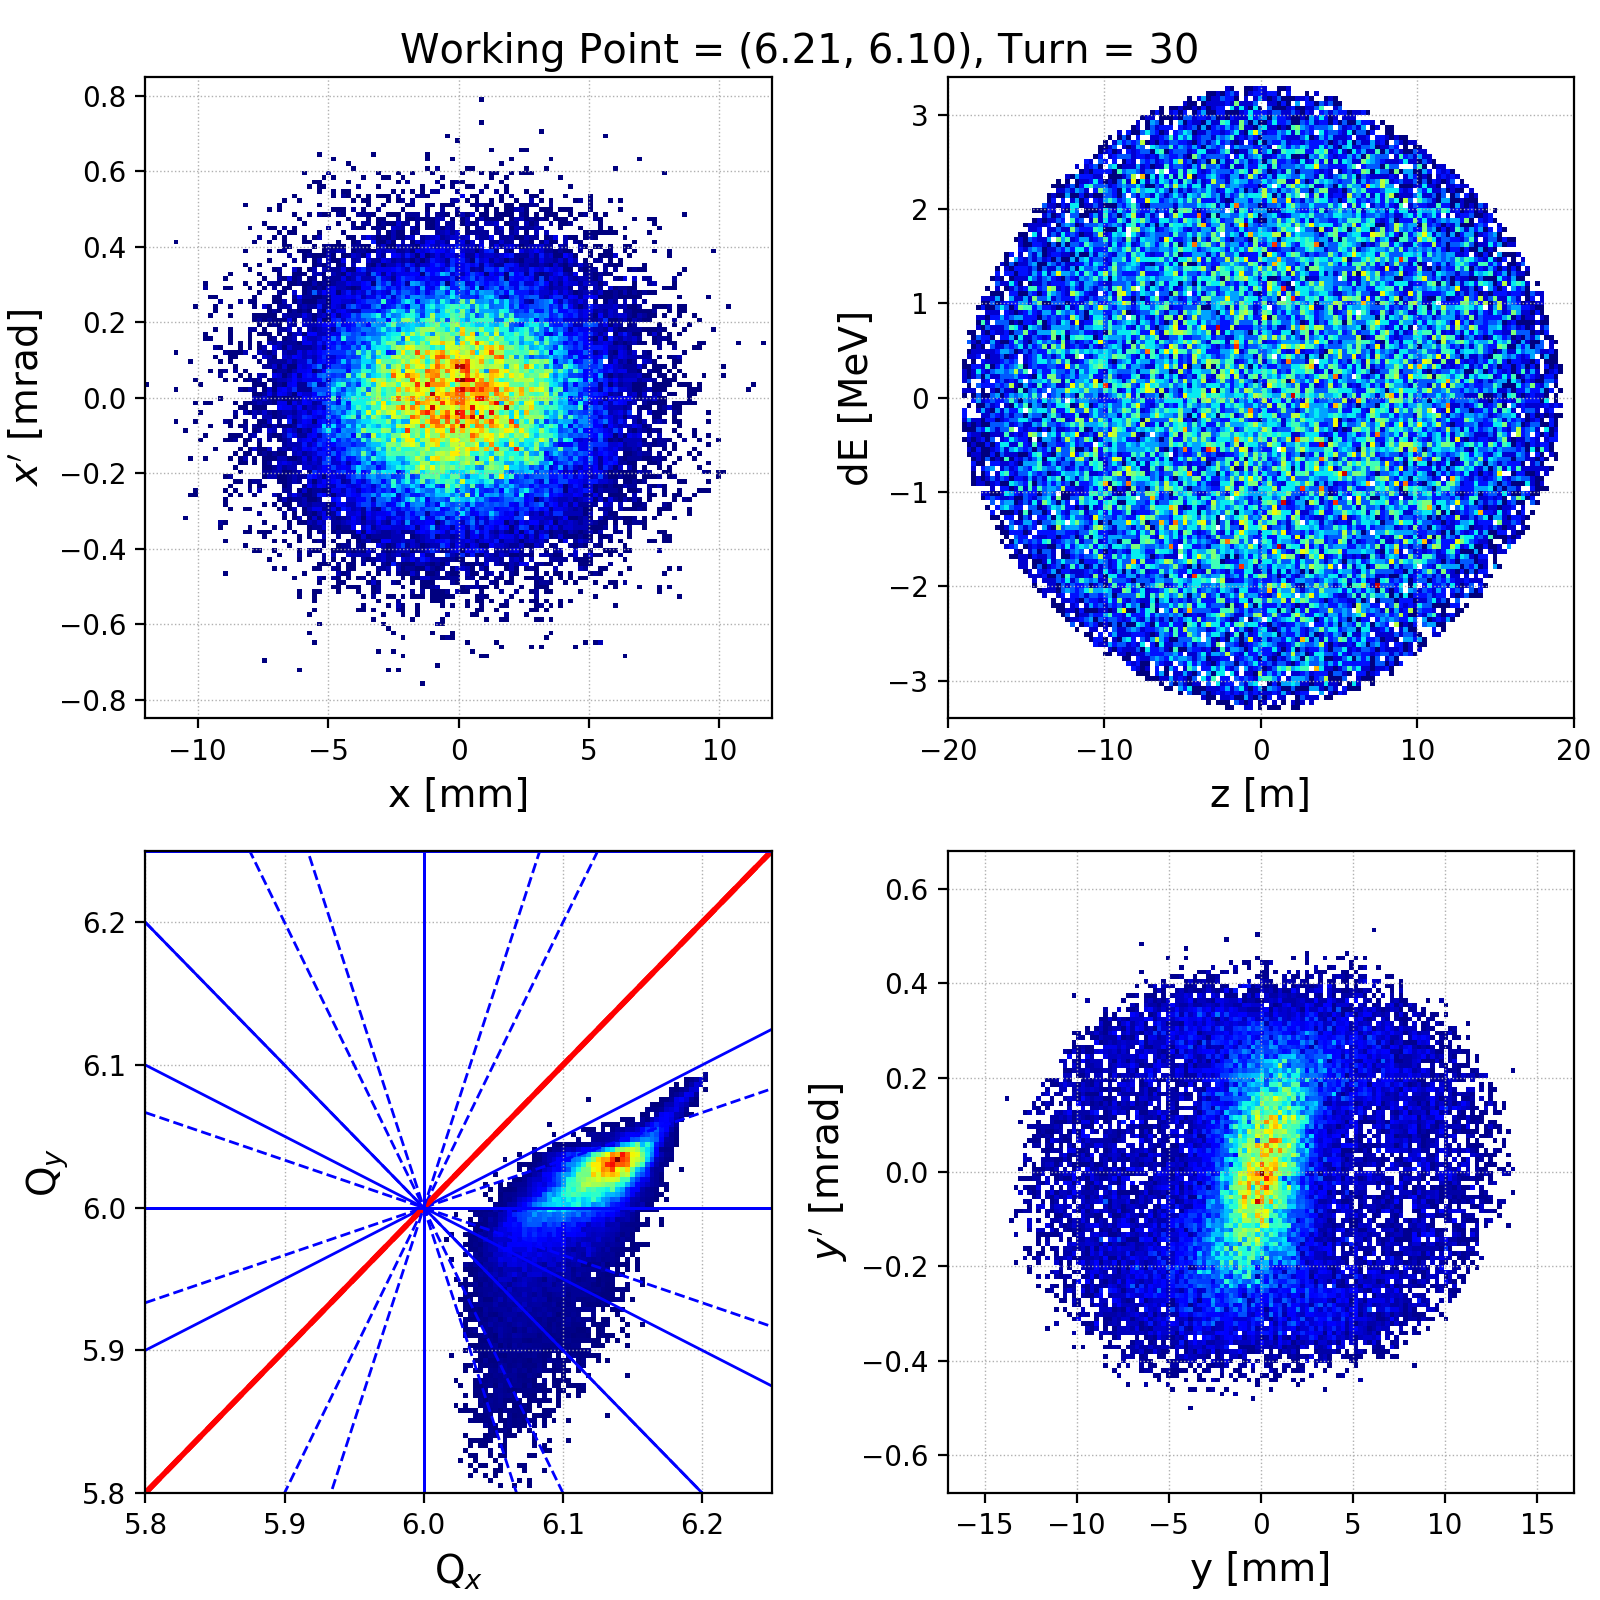 Working Point = (6.21, 6.10), Turn = 30
0.8
0.6
0.4
0.2
0.0
−0.2
−0.4
−0.6
−0.8
x′ [mrad]
−10 −5 0 5 10
x [mm]
3
2
1
0
−1
−2
−3
dE [MeV]
−20 −10 0 10 20
z [m]
6.2
6.1
6.0
5.9
5.8
Qy
5.8 5.9 6.0 6.1 6.2
Qx
0.6
0.4
0.2
0.0
−0.2
−0.4
−0.6
y′ [mrad]
−15 −10 −5 0 5 10 15
y [mm]